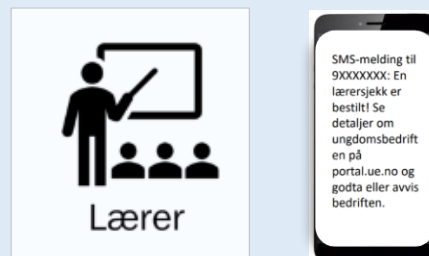 Lærer
SMS-melding til
9XXXXXXX: En
lærersjekk er
bestilt! Se
detaljer om
ungdomsbedrift
en på
portal.ue.no og
godta eller avvis
bedriften.